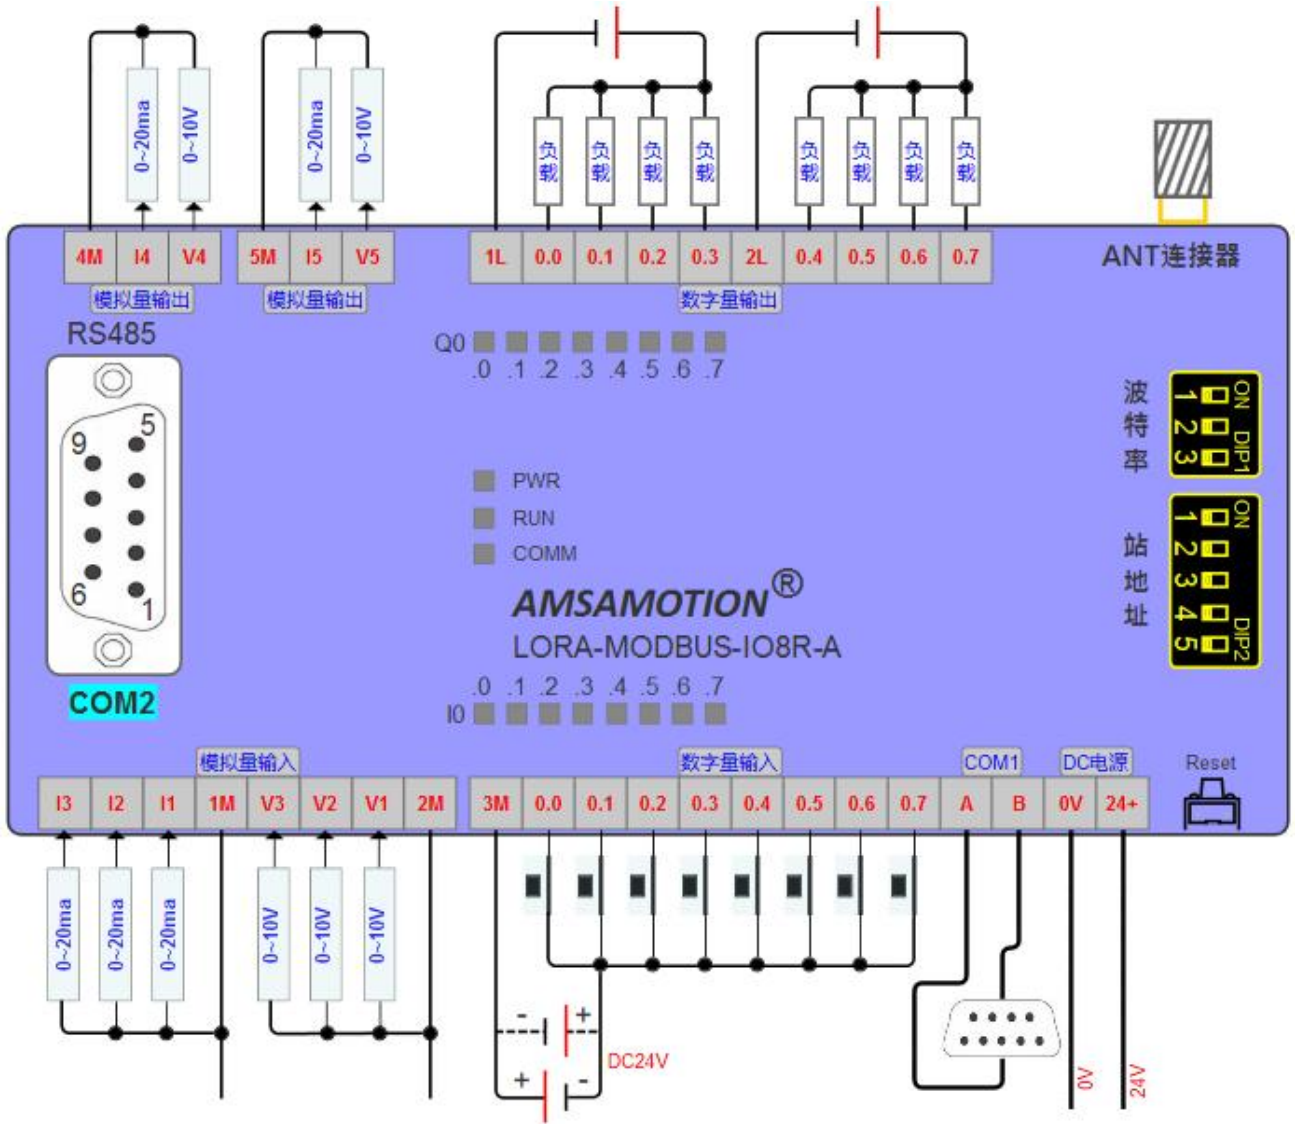 0~20ma 0~10V 0~20ma 0~10V
负载 负载 负载 负载 负载 负载 负载 负载
4M I4 V4 5M I5 V5 1L 0.0 0.1 0.2 0.3 2L 0.4 0.5 0.6 0.7
ANT连接器
模拟量输出 模拟量输出 数字量输出
RS485
Q0
.0 .1 .2 .3 .4 .5 .6 .7
波特率
1 2 3
ON DIP1
9 5
6 1
PWR
RUN
COMM
站地址
1 2 3 4 5
ON DIP2
AMSAMOTION®
LORA-MODBUS-IO8R-A
COM2
.0 .1 .2 .3 .4 .5 .6 .7
I0
模拟量输入 数字量输入 COM1 DC电源 Reset
I3 I2 I1 1M V3 V2 V1 2M 3M 0.0 0.1 0.2 0.3 0.4 0.5 0.6 0.7 A B 0V 24+
0~20ma 0~20ma 0~20ma 0~10V 0~10V 0~10V
- +
DC24V
+ -
0V 24V